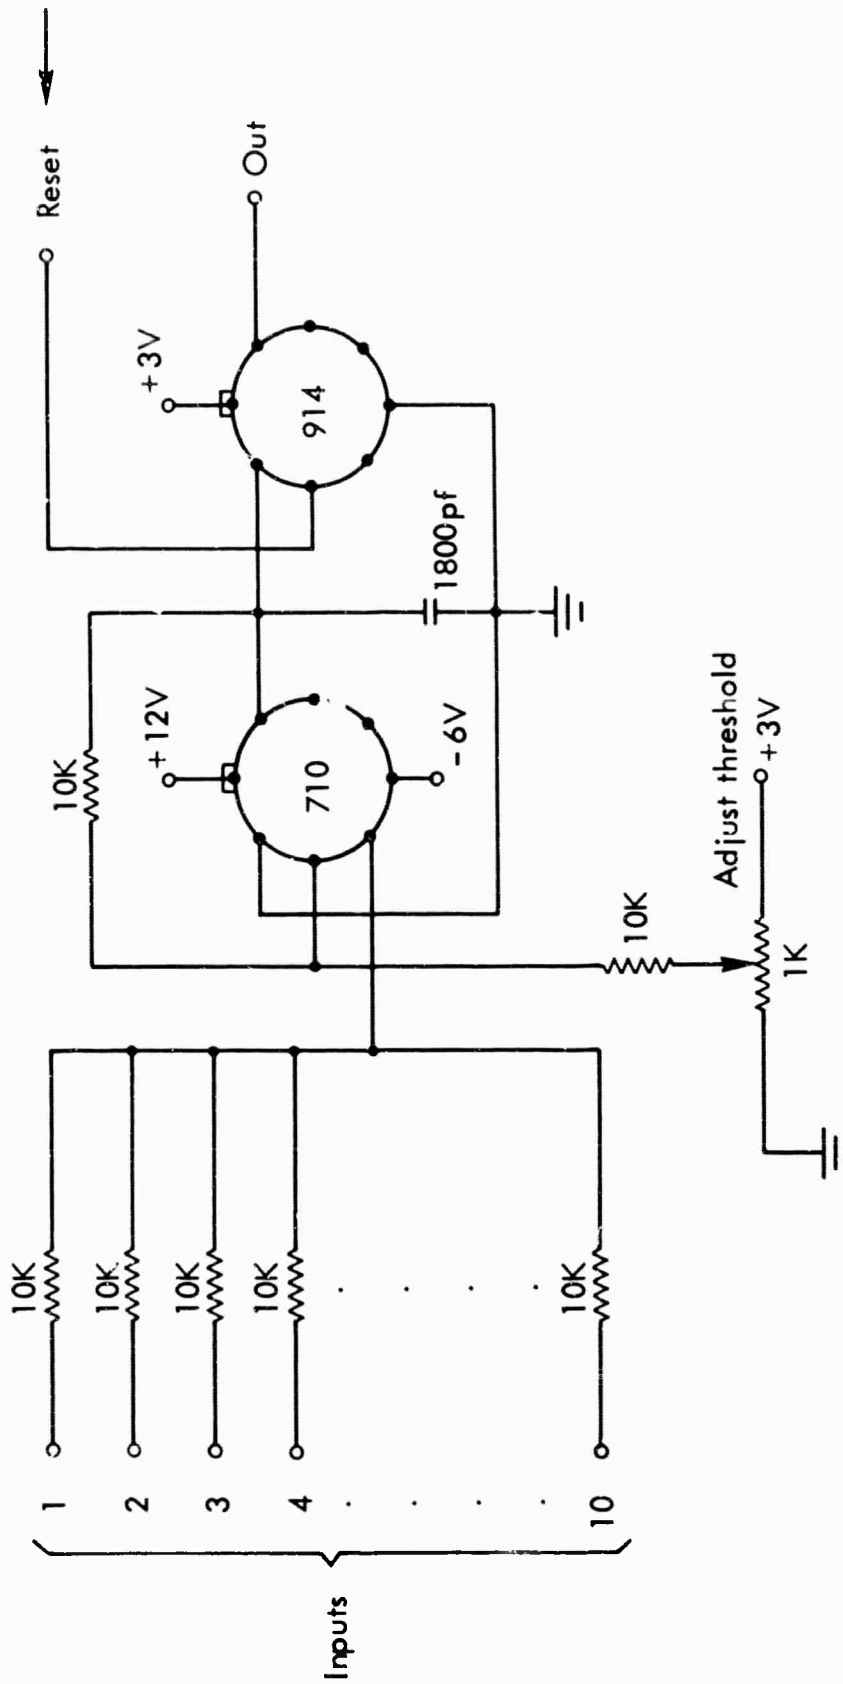 Reset
10K
+12V
+3V
Out
710
914
-6V
1800pf
Inputs
1
10K
2
10K
3
10K
4
10K
10
10K
10K
Adjust threshold
1K
+3V